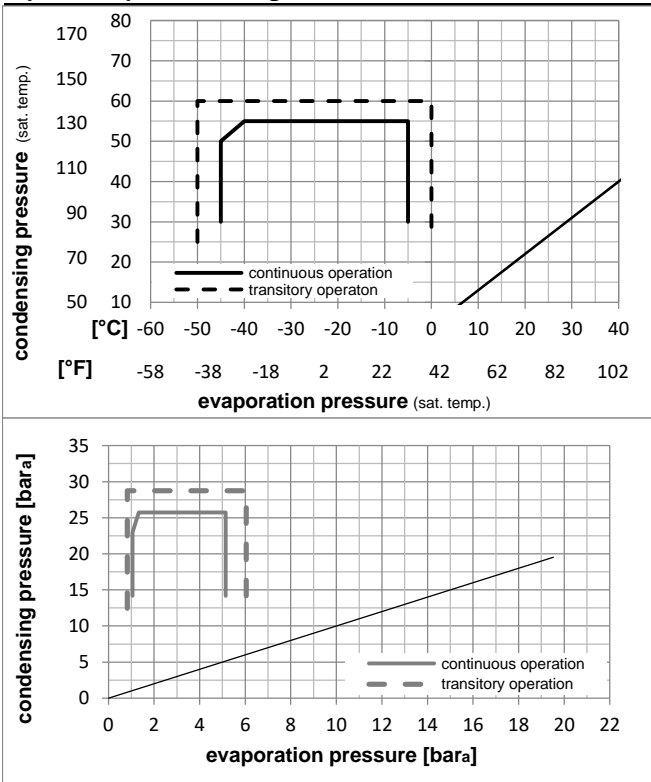 170 80
70
150
60
130
50
110
40
90
30
70
20
50 10
condensing pressure (sat. temp.)
continuous operation
transitory operaton
[°C] -60 -50 -40 -30 -20 -10 0 10 20 30 40
[°F] -58 -38 -18 2 22 42 62 82 102
evaporation pressure (sat. temp.)
35
30
25
20
15
10
5
0
condensing pressure [bara]
continuous operation
transitory operation
0 2 4 6 8 10 12 14 16 18 20 22
evaporation pressure [bara]